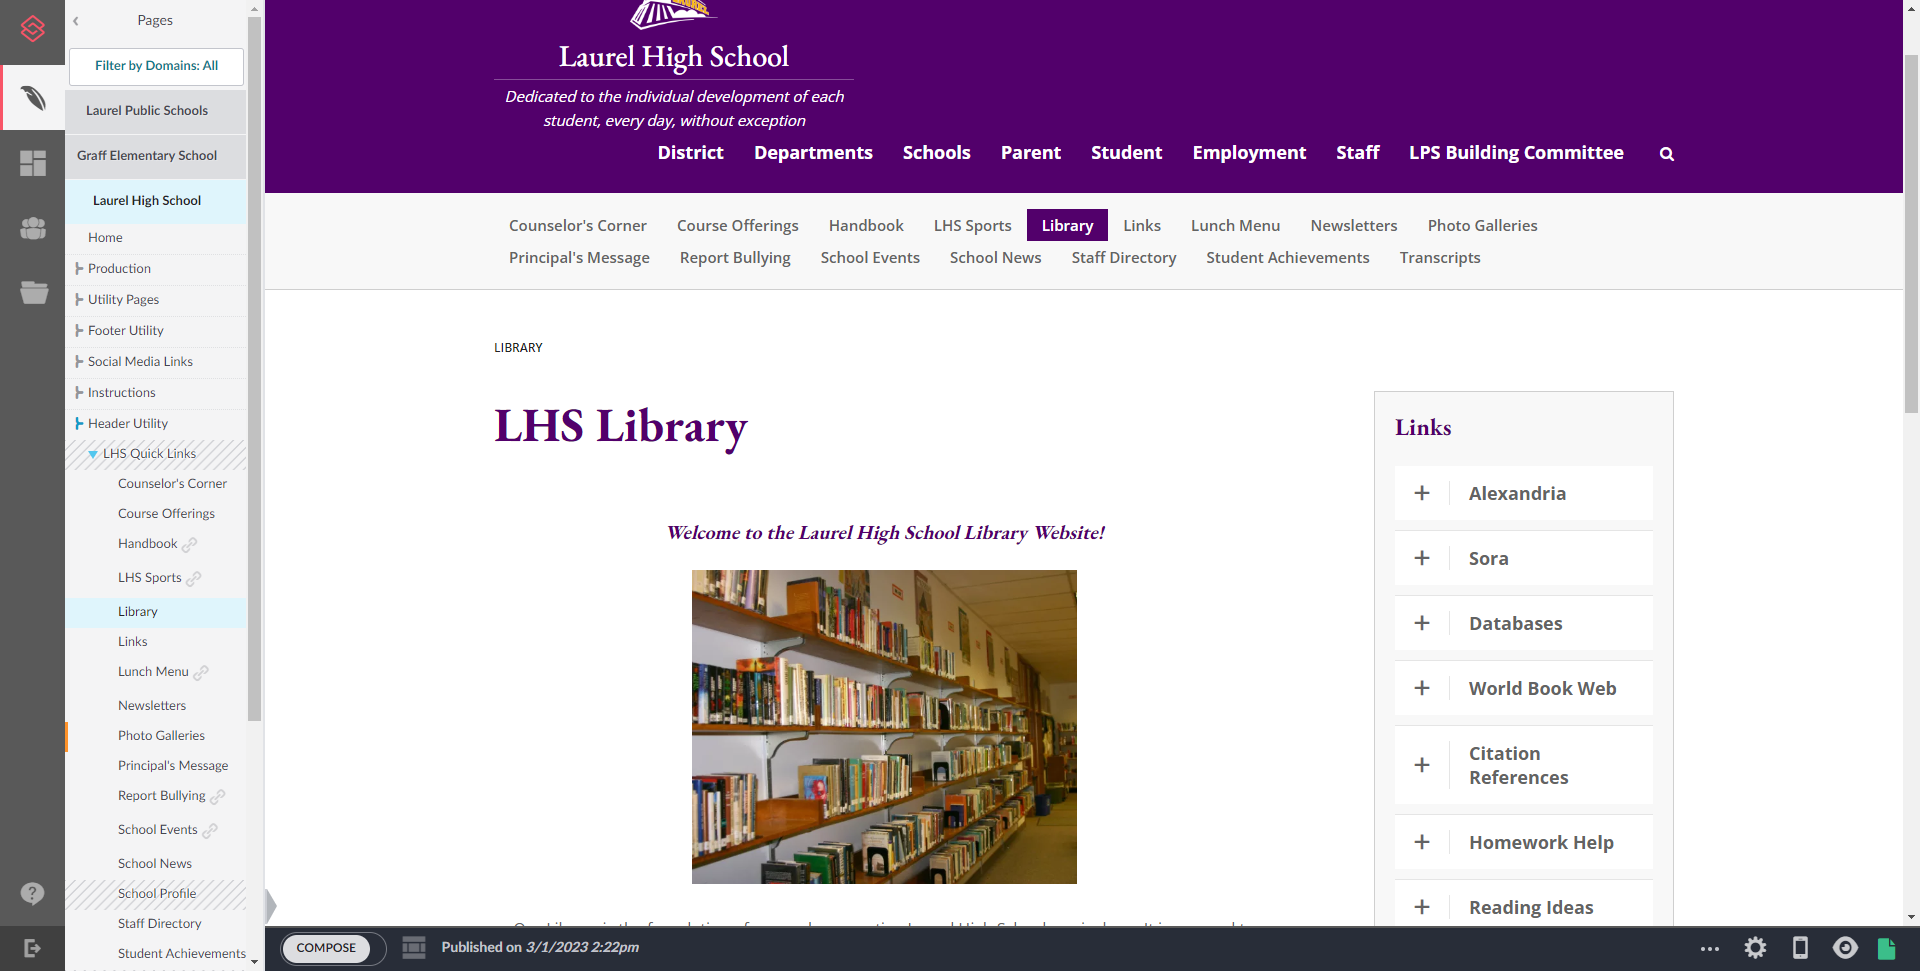 Pages
Filter by Domains: All
Laurel Public Schools
Graff Elementary School
Laurel High School
Home
Production
Utility Pages
Footer Utility
Social Media Links
Instructions
Header Utility
LHS Quick Links
Counselor's Corner
Course Offerings
Handbook
LHS Sports
Library
Links
Lunch Menu
Newsletters
Photo Galleries
Principal's Message
Report Bullying
School Events
School News
School Profile
Staff Directory
Student Achievements
Laurel High School
Dedicated to the individual development of each
student, every day, without exception
District Departments Schools Parent Student Employment Staff LPS Building Committee
Counselor's Corner Course Offerings Handbook LHS Sports Library Links Lunch Menu Newsletters Photo Galleries
Principal's Message Report Bullying School Events School News Staff Directory Student Achievements Transcripts
LIBRARY
LHS Library
Welcome to the Laurel High School Library Website!
Links
Alexandria
Sora
Databases
World Book Web
Citation
References
Homework Help
Reading Ideas
COMPOSE
Published on 3/1/2023 2:22pm